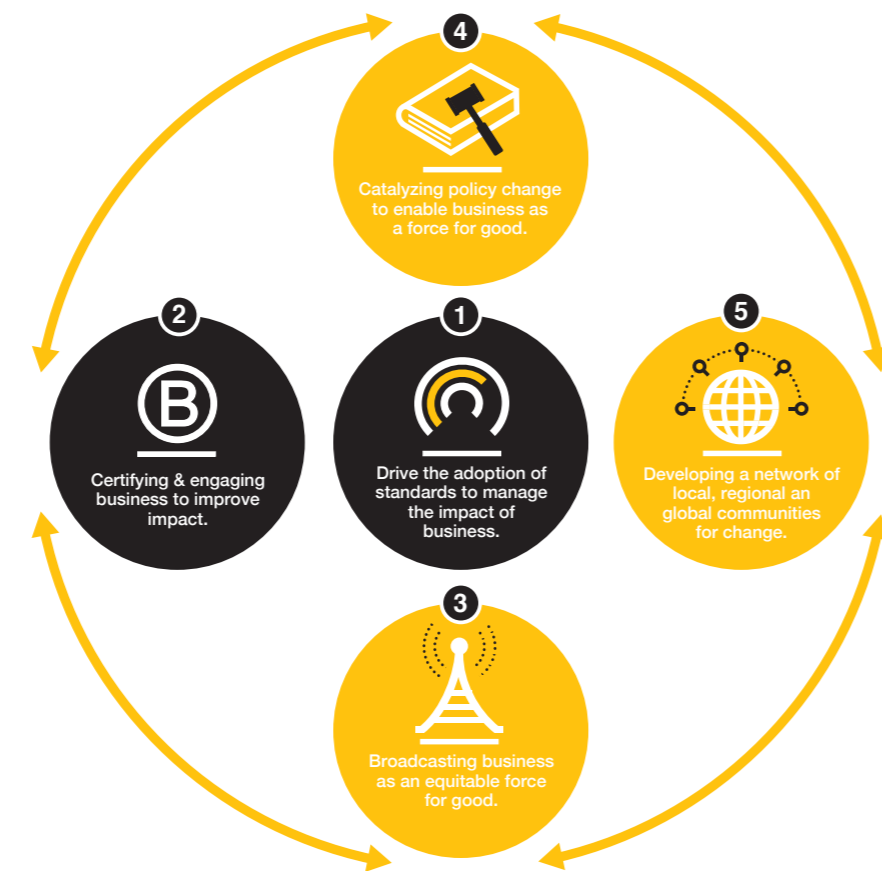 4
Catalyzing policy change
to enable business as
a force for good.
2
B
Certifying & engaging
business to improve
impact.
1
Drive the adoption of
standards to manage
the impact of
business.
5
Developing a network of
local, regional an
global communities
for change.
3
Broadcasting business
as an equitable force
for good.